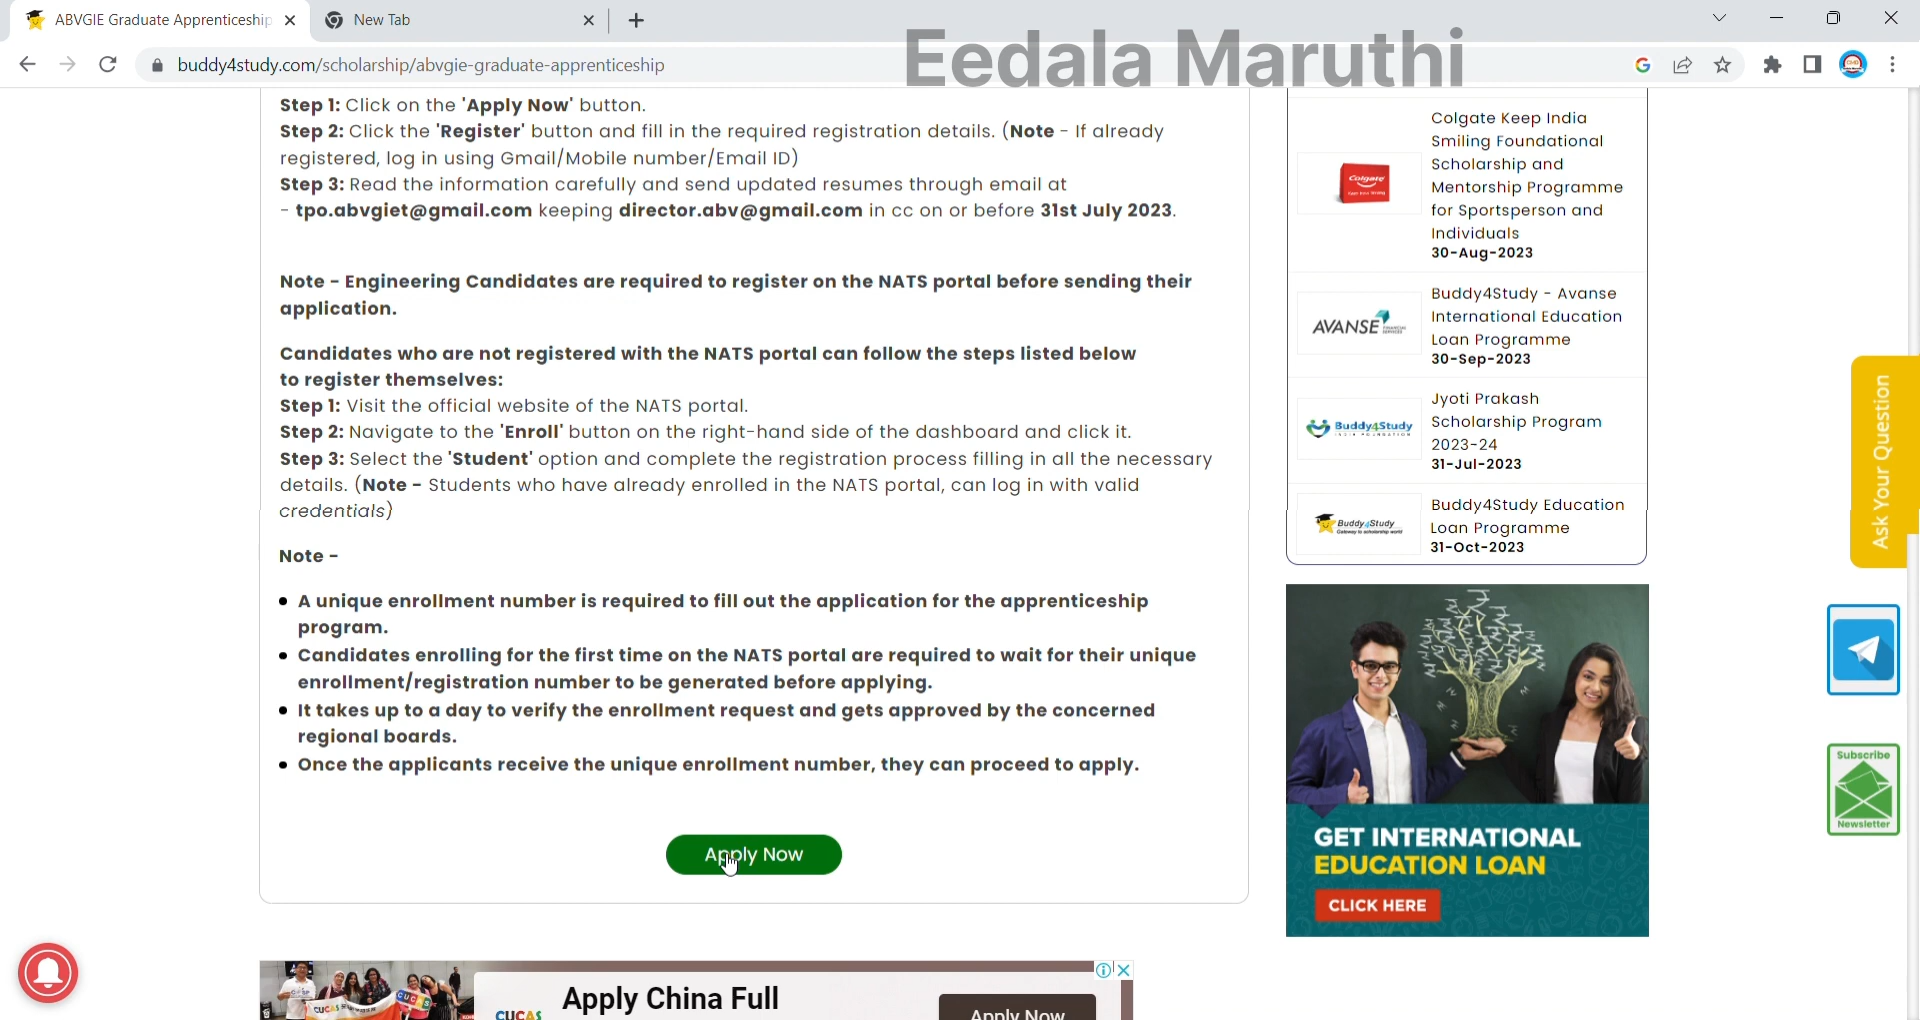 ABVGIE Graduate Apprenticeship
New Tab
Eedala Maruthi
buddy4study.com/scholarship/abvgie-graduate-apprenticeship
Step 1: Click on the 'Apply Now' button.
Step 2: Click the 'Register' button and fill in the required registration details. (Note - If already
registered, log in using Gmail/Mobile number/Email ID)
Step 3: Read the information carefully and send updated resumes through email at
- tpo.abvgiet@gmail.com keeping director.abv@gmail.com in cc on or before 31st July 2023.
Note - Engineering Candidates are required to register on the NATS portal before sending their
application.
Candidates who are not registered with the NATS portal can follow the steps listed below
to register themselves:
Step 1: Visit the official website of the NATS portal.
Step 2: Navigate to the 'Enroll' button on the right-hand side of the dashboard and click it.
Step 3: Select the 'Student' option and complete the registration process filling in all the necessary
details. (Note - Students who have already enrolled in the NATS portal, can log in with valid
credentials)
Note -
A unique enrollment number is required to fill out the application for the apprenticeship
program.
Candidates enrolling for the first time on the NATS portal are required to wait for their unique
enrollment/registration number to be generated before applying.
It takes up to a day to verify the enrollment request and gets approved by the concerned
regional boards.
Once the applicants receive the unique enrollment number, they can proceed to apply.
Apply Now
Colgate
Colgate Keep India
Smiling Foundational
Scholarship and
Mentorship Programme
for Sportsperson and
Individuals
30-Aug-2023
AVANSE
FINANCIAL
SERVICES
Buddy4Study - Avanse
International Education
Loan Programme
30-Sep-2023
Buddy4Study
INDIA FOUNDATION
Jyoti Prakash
Scholarship Program
2023-24
31-Jul-2023
Buddy4Study
Gateway to scholarship world
Buddy4Study Education
Loan Programme
31-Oct-2023
GET INTERNATIONAL
EDUCATION LOAN
CLICK HERE
Ask Your Question
Subscribe
Newsletter
CUCAS
CUCAS
CUCAS
Apply China Full
Apply Now